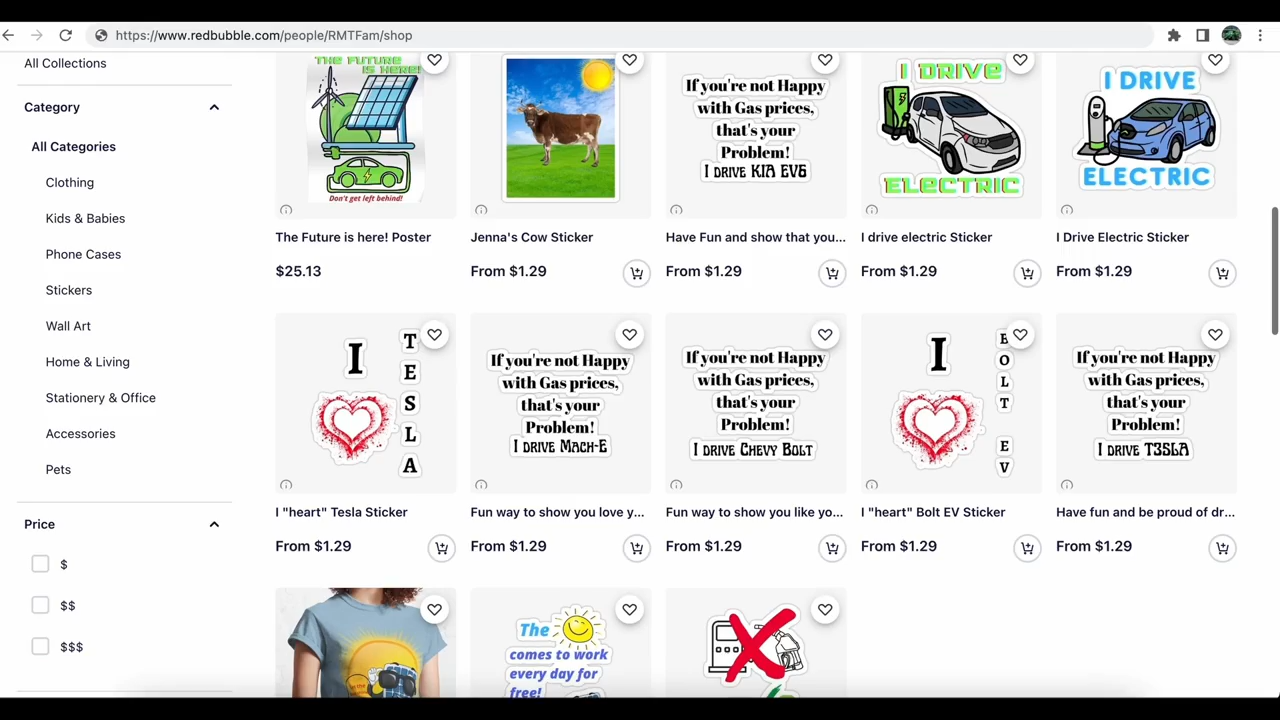 https://www.redbubble.com/people/RMTFam/shop
All Collections
Category
All Categories
Clothing
Kids & Babies
Phone Cases
Stickers
Wall Art
Home & Living
Stationery & Office
Accessories
Pets
Price
$
$$
$$$
THE FUTURE
IS HERE!
Don't get left behind!
The Future is here! Poster
$25.13
Jenna's Cow Sticker
From $1.29
If you're not Happy
with Gas prices,
that's your
Problem!
I DRIVE KIA EV6
Have Fun and show that you...
From $1.29
I DRIVE
ELECTRIC
I drive electric Sticker
From $1.29
I DRIVE
ELECTRIC
I Drive Electric Sticker
From $1.29
I
TESLA
I "heart" Tesla Sticker
From $1.29
If you're not Happy
with Gas prices,
that's your
Problem!
I DRIVE MACH-E
Fun way to show you love y...
From $1.29
If you're not Happy
with Gas prices,
that's your
Problem!
I DRIVE CHEVY BOLT
Fun way to show you like yo...
From $1.29
I
BOLT
EV
I "heart" Bolt EV Sticker
From $1.29
If you're not Happy
with Gas prices,
that's your
Problem!
I DRIVE T3SLA
Have fun and be proud of dr...
From $1.29
The
comes to work
every day for
free!